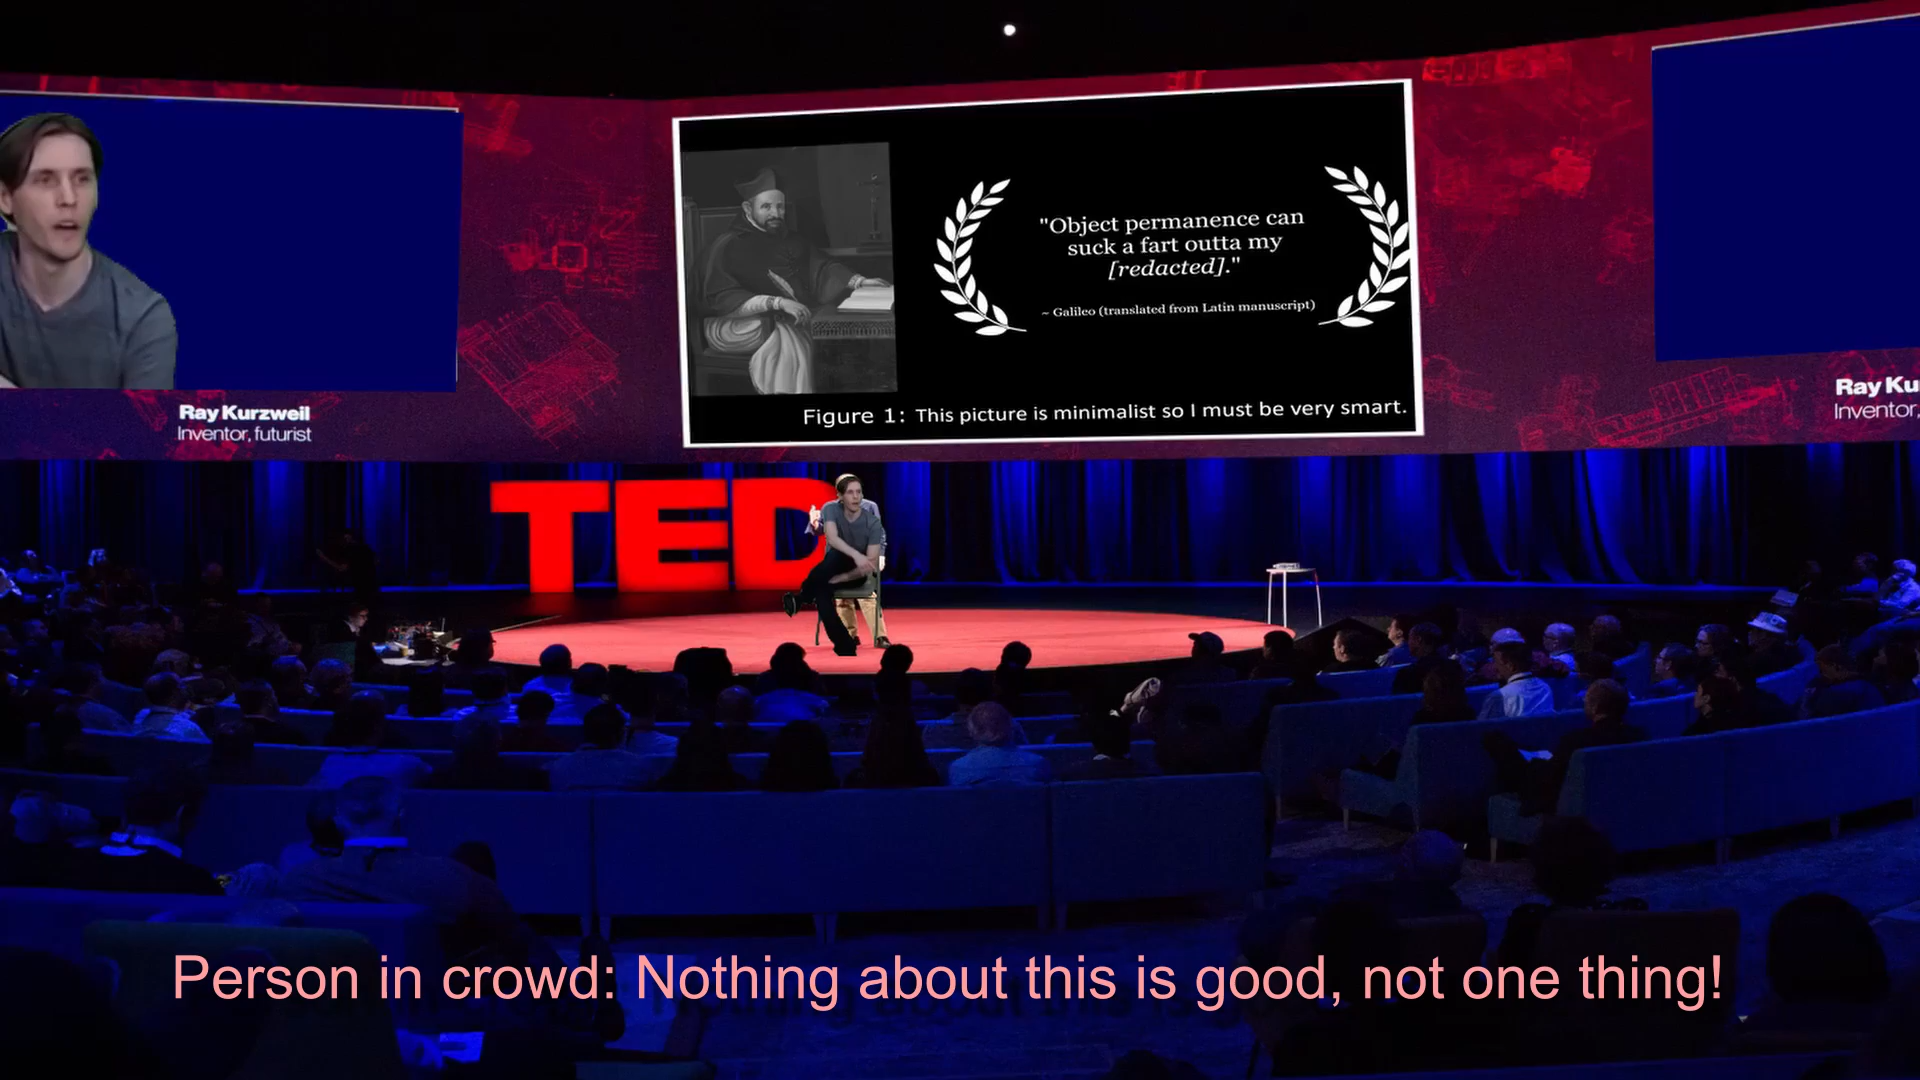 "Object permanence can
suck a fart outta my
[redacted]."
~ Galileo (translated from Latin manuscript)
Figure 1: This picture is minimalist so I must be very smart.
Ray Kurzweil
Inventor, futurist
Ray Ku
Inventor,
TED
Person in crowd: Nothing about this is good, not one thing!